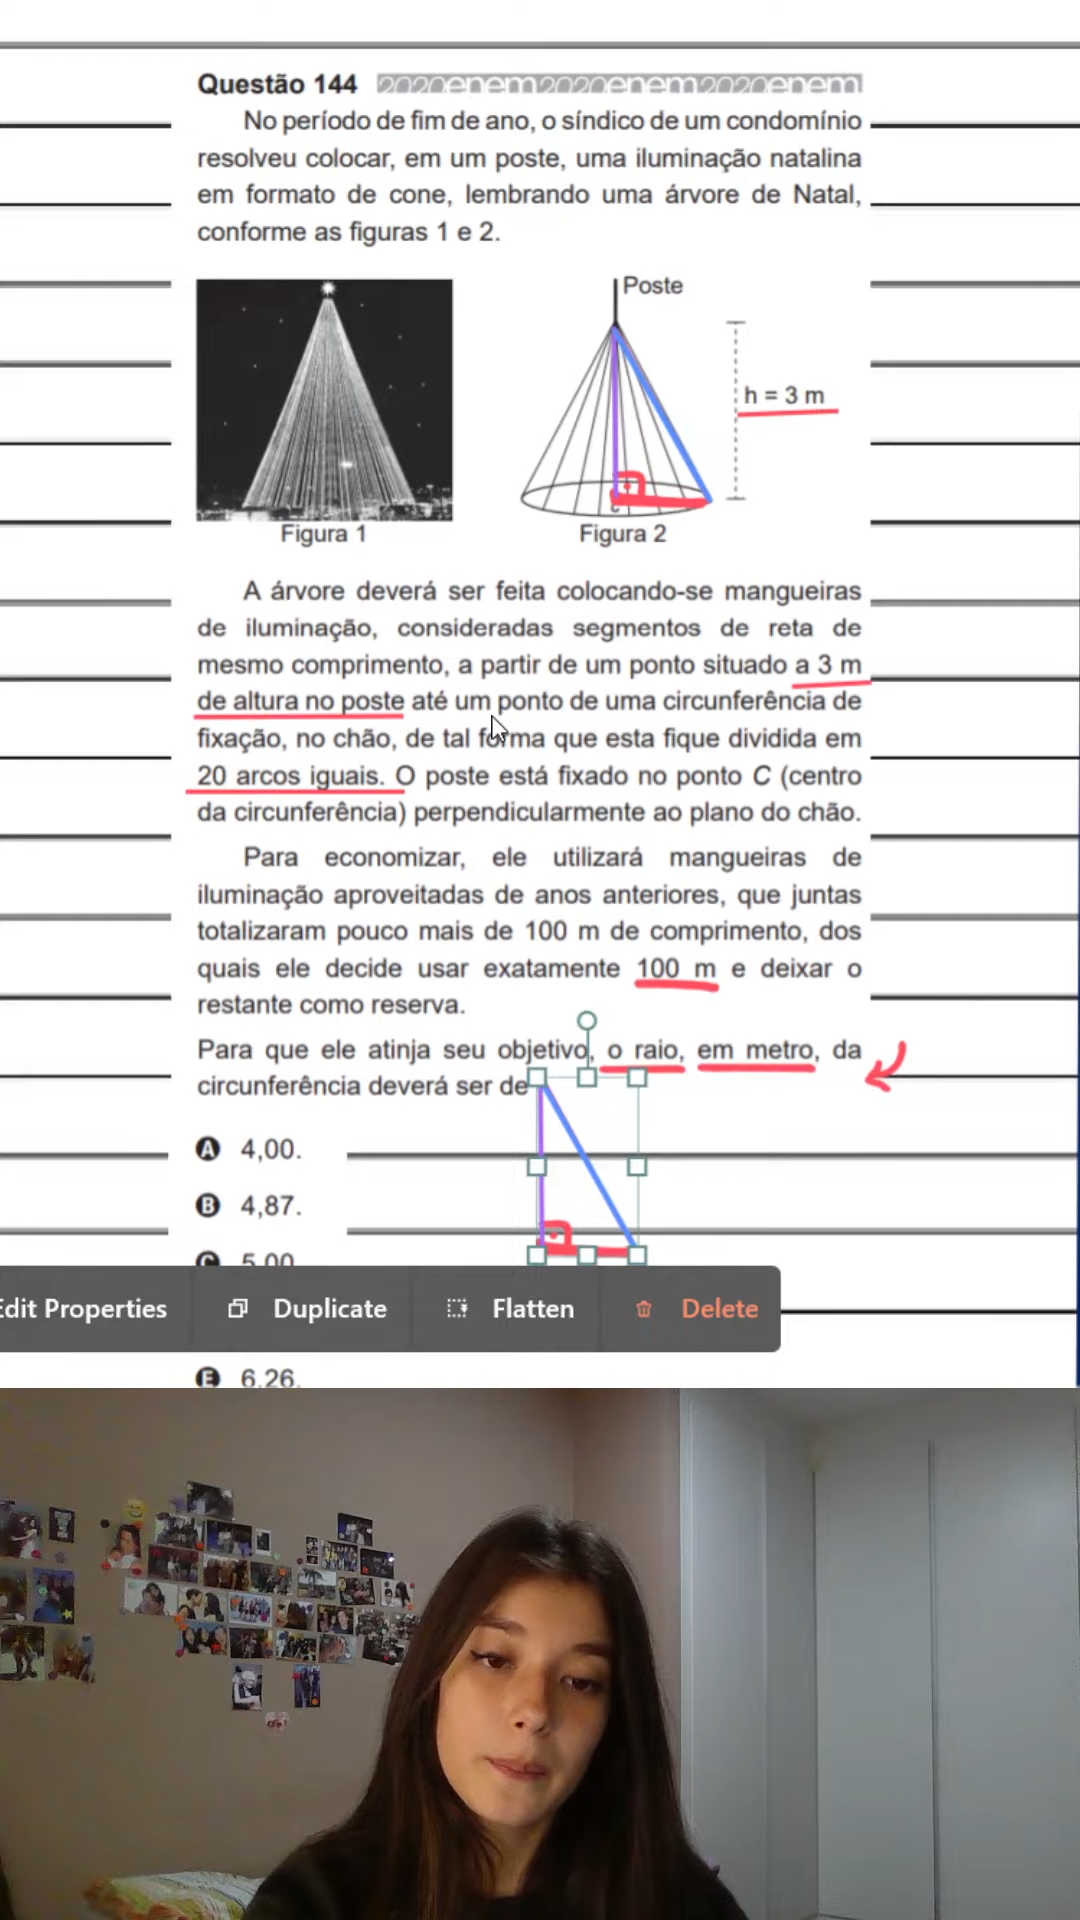 Questão 144 2020enem2020enem2020enem
No período de fim de ano, o síndico de um condomínio
resolveu colocar, em um poste, uma iluminação natalina
em formato de cone, lembrando uma árvore de Natal,
conforme as figuras 1 e 2.
Poste
h = 3 m
C
Figura 1
Figura 2
A árvore deverá ser feita colocando-se mangueiras
de iluminação, consideradas segmentos de reta de
mesmo comprimento, a partir de um ponto situado a 3 m
de altura no poste até um ponto de uma circunferência de
fixação, no chão, de tal forma que esta fique dividida em
20 arcos iguais. O poste está fixado no ponto C (centro
da circunferência) perpendicularmente ao plano do chão.
Para economizar, ele utilizará mangueiras de
iluminação aproveitadas de anos anteriores, que juntas
totalizaram pouco mais de 100 m de comprimento, dos
quais ele decide usar exatamente 100 m e deixar o
restante como reserva.
Para que ele atinja seu objetivo, o raio, em metro, da
circunferência deverá ser de
A 4,00.
B 4,87.
C 5,00
Edit Properties Duplicate Flatten Delete
E 6,26.